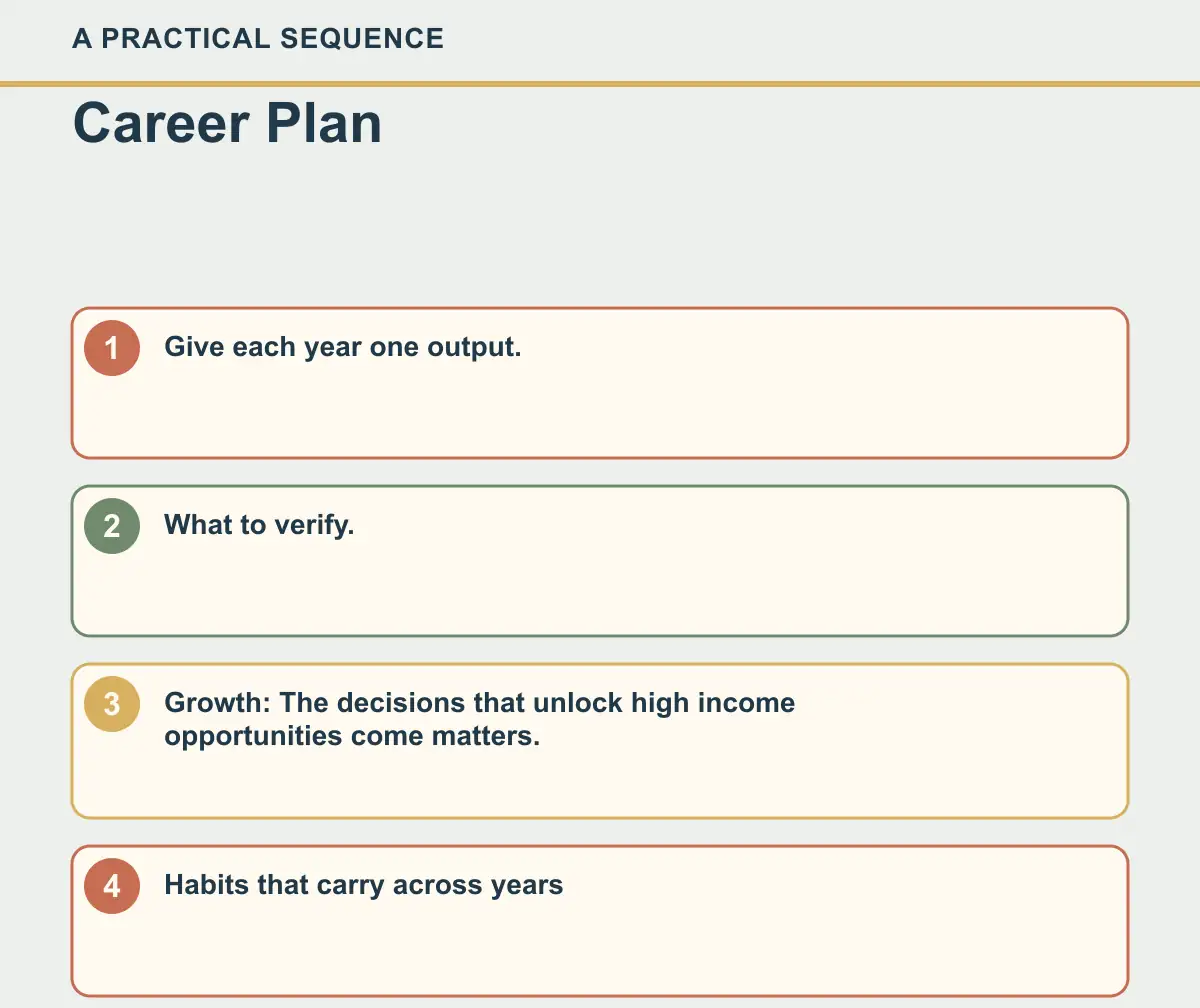 A PRACTICAL SEQUENCE
Career Plan
1
Give each year one output.
2
What to verify.
3
Growth: The decisions that unlock high income
opportunities come matters.
4
Habits that carry across years